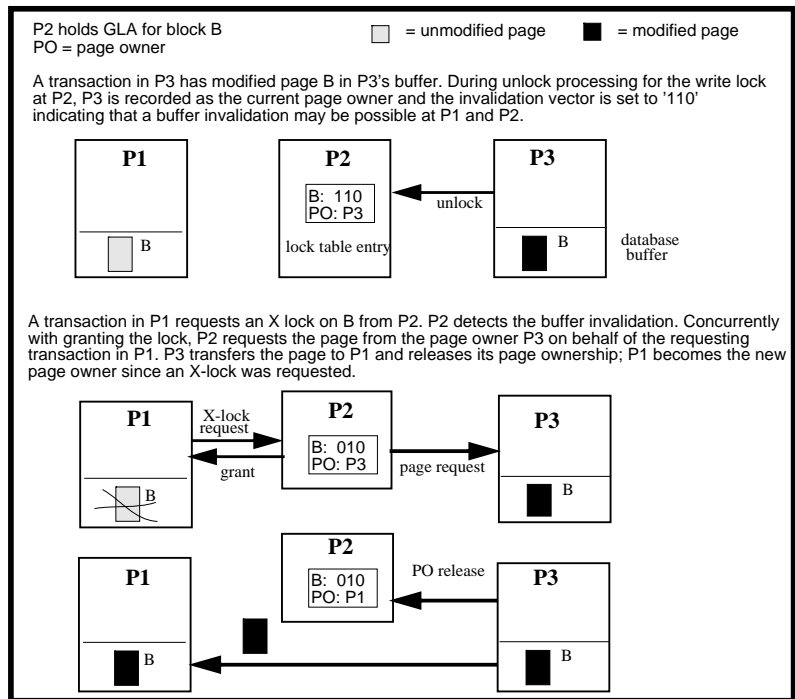 P2 holds GLA for block B
PO = page owner
= unmodified page
= modified page
A transaction in P3 has modified page B in P3's buffer. During unlock processing for the write lock
at P2, P3 is recorded as the current page owner and the invalidation vector is set to '110'
indicating that a buffer invalidation may be possible at P1 and P2.
P1
P2
P3
B: 110
PO: P3
unlock
B
lock table entry
B
database
buffer
A transaction in P1 requests an X lock on B from P2. P2 detects the buffer invalidation. Concurrently
with granting the lock, P2 requests the page from the page owner P3 on behalf of the requesting
transaction in P1. P3 transfers the page to P1 and releases its page ownership; P1 becomes the new
page owner since an X-lock was requested.
P1
X-lock
request
P2
P3
B: 010
PO: P3
grant
page request
B
B
P2
P1
PO release
P3
B: 010
PO: P1
B
B